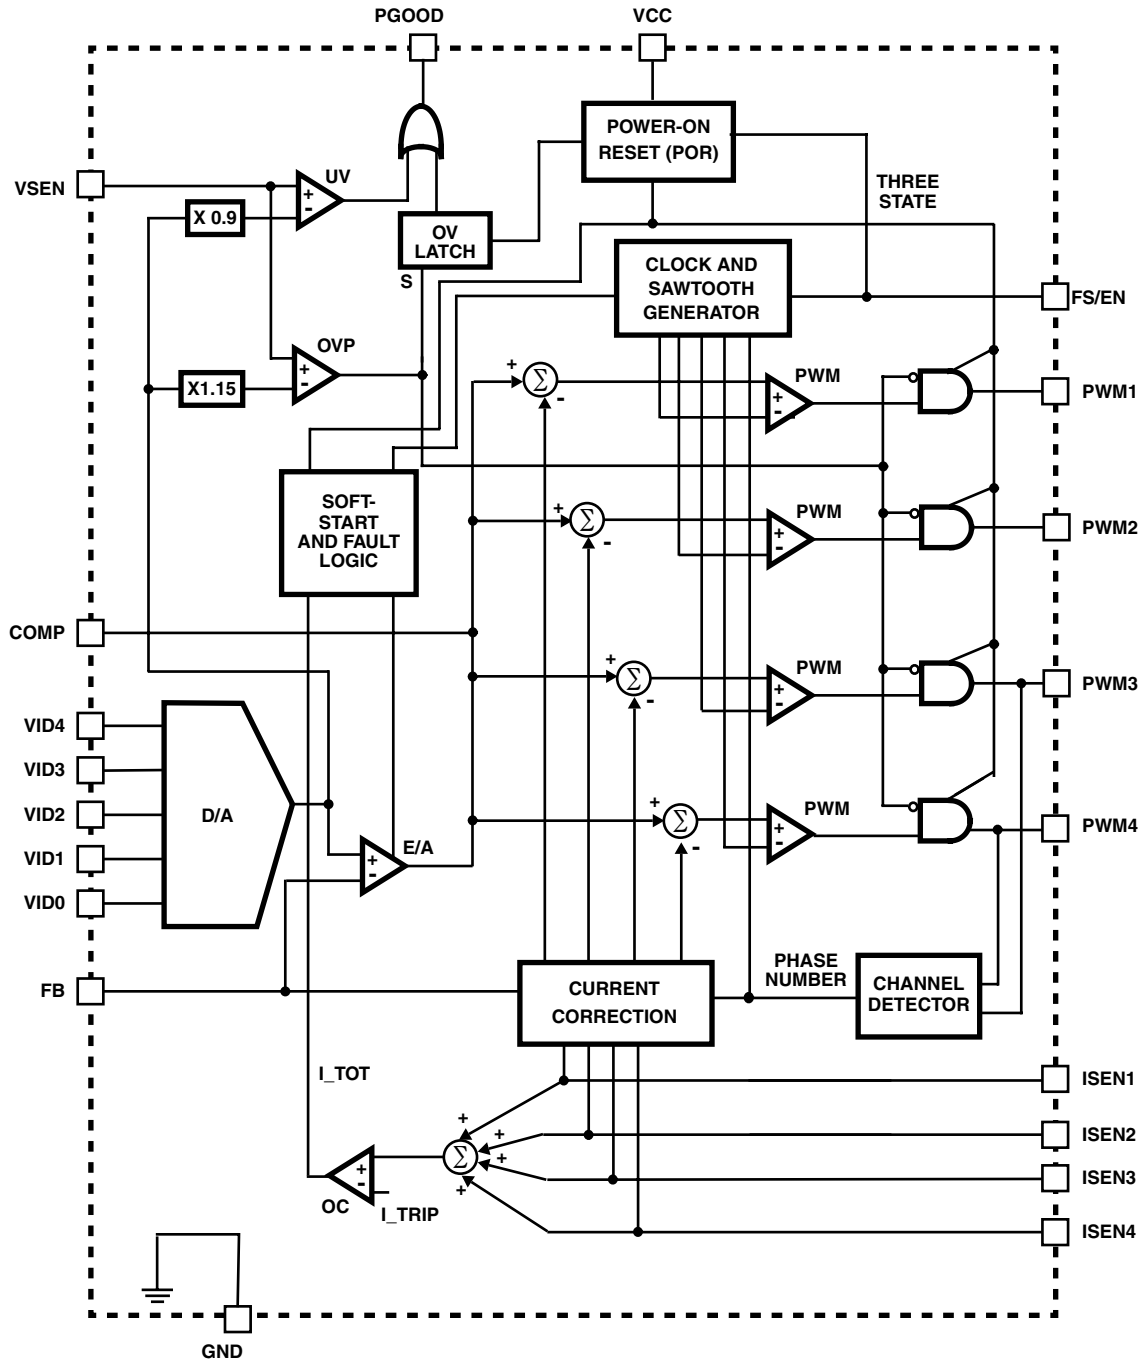 PGOOD
VCC
POWER-ON
RESET (POR)
VSEN
UV
+
-
X 0.9
THREE
STATE
OV
LATCH
S
CLOCK AND
SAWTOOTH
GENERATOR
FS/EN
OVP
+
-
X1.15
+
Σ
-
PWM
+
-
PWM1
SOFT-
START
AND FAULT
LOGIC
+
Σ
-
PWM
+
-
PWM2
COMP
+
Σ
-
PWM
+
-
PWM3
VID4
VID3
VID2
VID1
VID0
D/A
+
Σ
-
PWM
+
-
PWM4
E/A
+
-
FB
CURRENT
CORRECTION
PHASE
NUMBER
CHANNEL
DETECTOR
I_TOT
ISEN1
+
+
ISEN2
Σ
+
ISEN3
+
+
-
OC
I_TRIP
ISEN4
GND